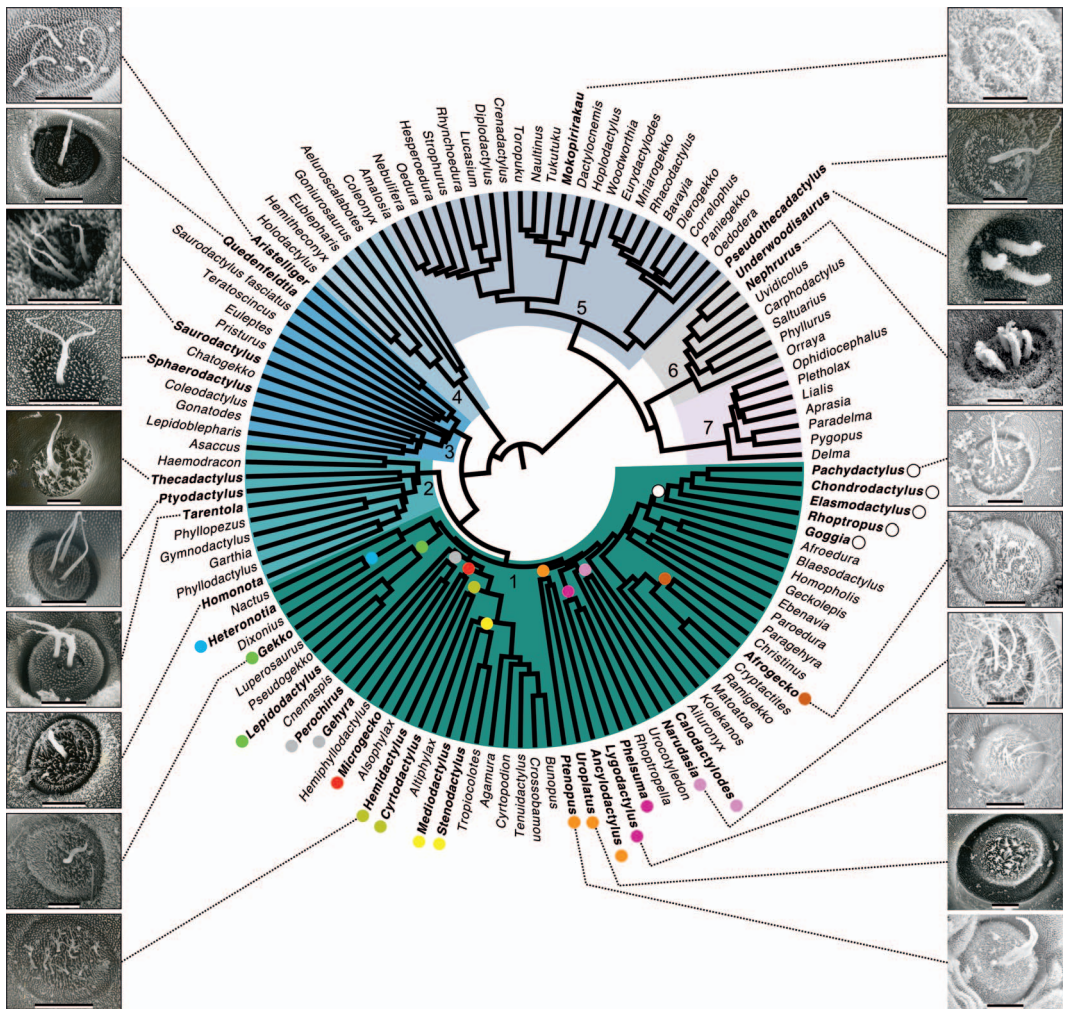 Crenadactylus
Diplodactylus
Lucasium
Rhynchoedura
Strophurus
Hesperoedura
Oedura
Nebulifera
Amalosia
Coleonyx
Aeluroscalabotes
Goniurosaurus
Eublepharis
Hemitheconyx
Holodactylus
Aristelliger
Quedenfeldtia
Saurodactylus fasciatus
Teratoscincus
Euleptes
Pristurus
Saurodactylus
Chatogekko
Sphaerodactylus
Coleodactylus
Gonatodes
Lepidoblepharis
Asaccus
Haemodracon
Thecadactylus
Ptyodactylus
Tarentola
Phyllopezus
Gymnodactylus
Garthia
Phyllodactylus
Homonota
Nactus
Heteronotia
Dixonius
Gekko
Luperosaurus
Pseudogekko
Lepidodactylus
Cnemaspis
Perochirus
Gehyra
Hemiphyllodactylus
Microgecko
Alsophylax
Hemidactylus
Cyrtodactylus
Altiphylax
Mediodactylus
Stenodactylus
Tropiocolotes
Agamura
Cyrtopodion
Tenuidactylus
Crossobamon
Bunopus
Ptenopus
Uroplatus
Ancylodactylus
Lygodactylus
Phelsuma
Rhoptropella
Urocotyledon
Narudasia
Calodactylodes
Ailuronyx
Kolekanos
Matoatoa
Ramigekko
Cryptactites
Afrogecko
Christinus
Paragehyra
Paroedura
Ebenavia
Geckolepis
Homopholis
Blaesodactylus
Afroedura
Goggia
Rhoptropus
Elasmodactylus
Chondrodactylus
Pachydactylus
Delma
Pygopus
Paradelma
Aprasia
Lialis
Pletholax
Ophidiocephalus
Orraya
Phyllurus
Saltuarius
Carphodactylus
Uvidicolus
Nephrurus
Underwoodisaurus
Pseudothecadactylus
Oedodera
Paniegekko
Correlophus
Dierogekko
Bavayia
Rhacodactylus
Mniarogekko
Eurydactylodes
Woodworthia
Hoplodactylus
Dactylocnemis
Mokopirirakau
Tukutuku
Naultinus
Toropuku
5
6
7
4
3
2
1